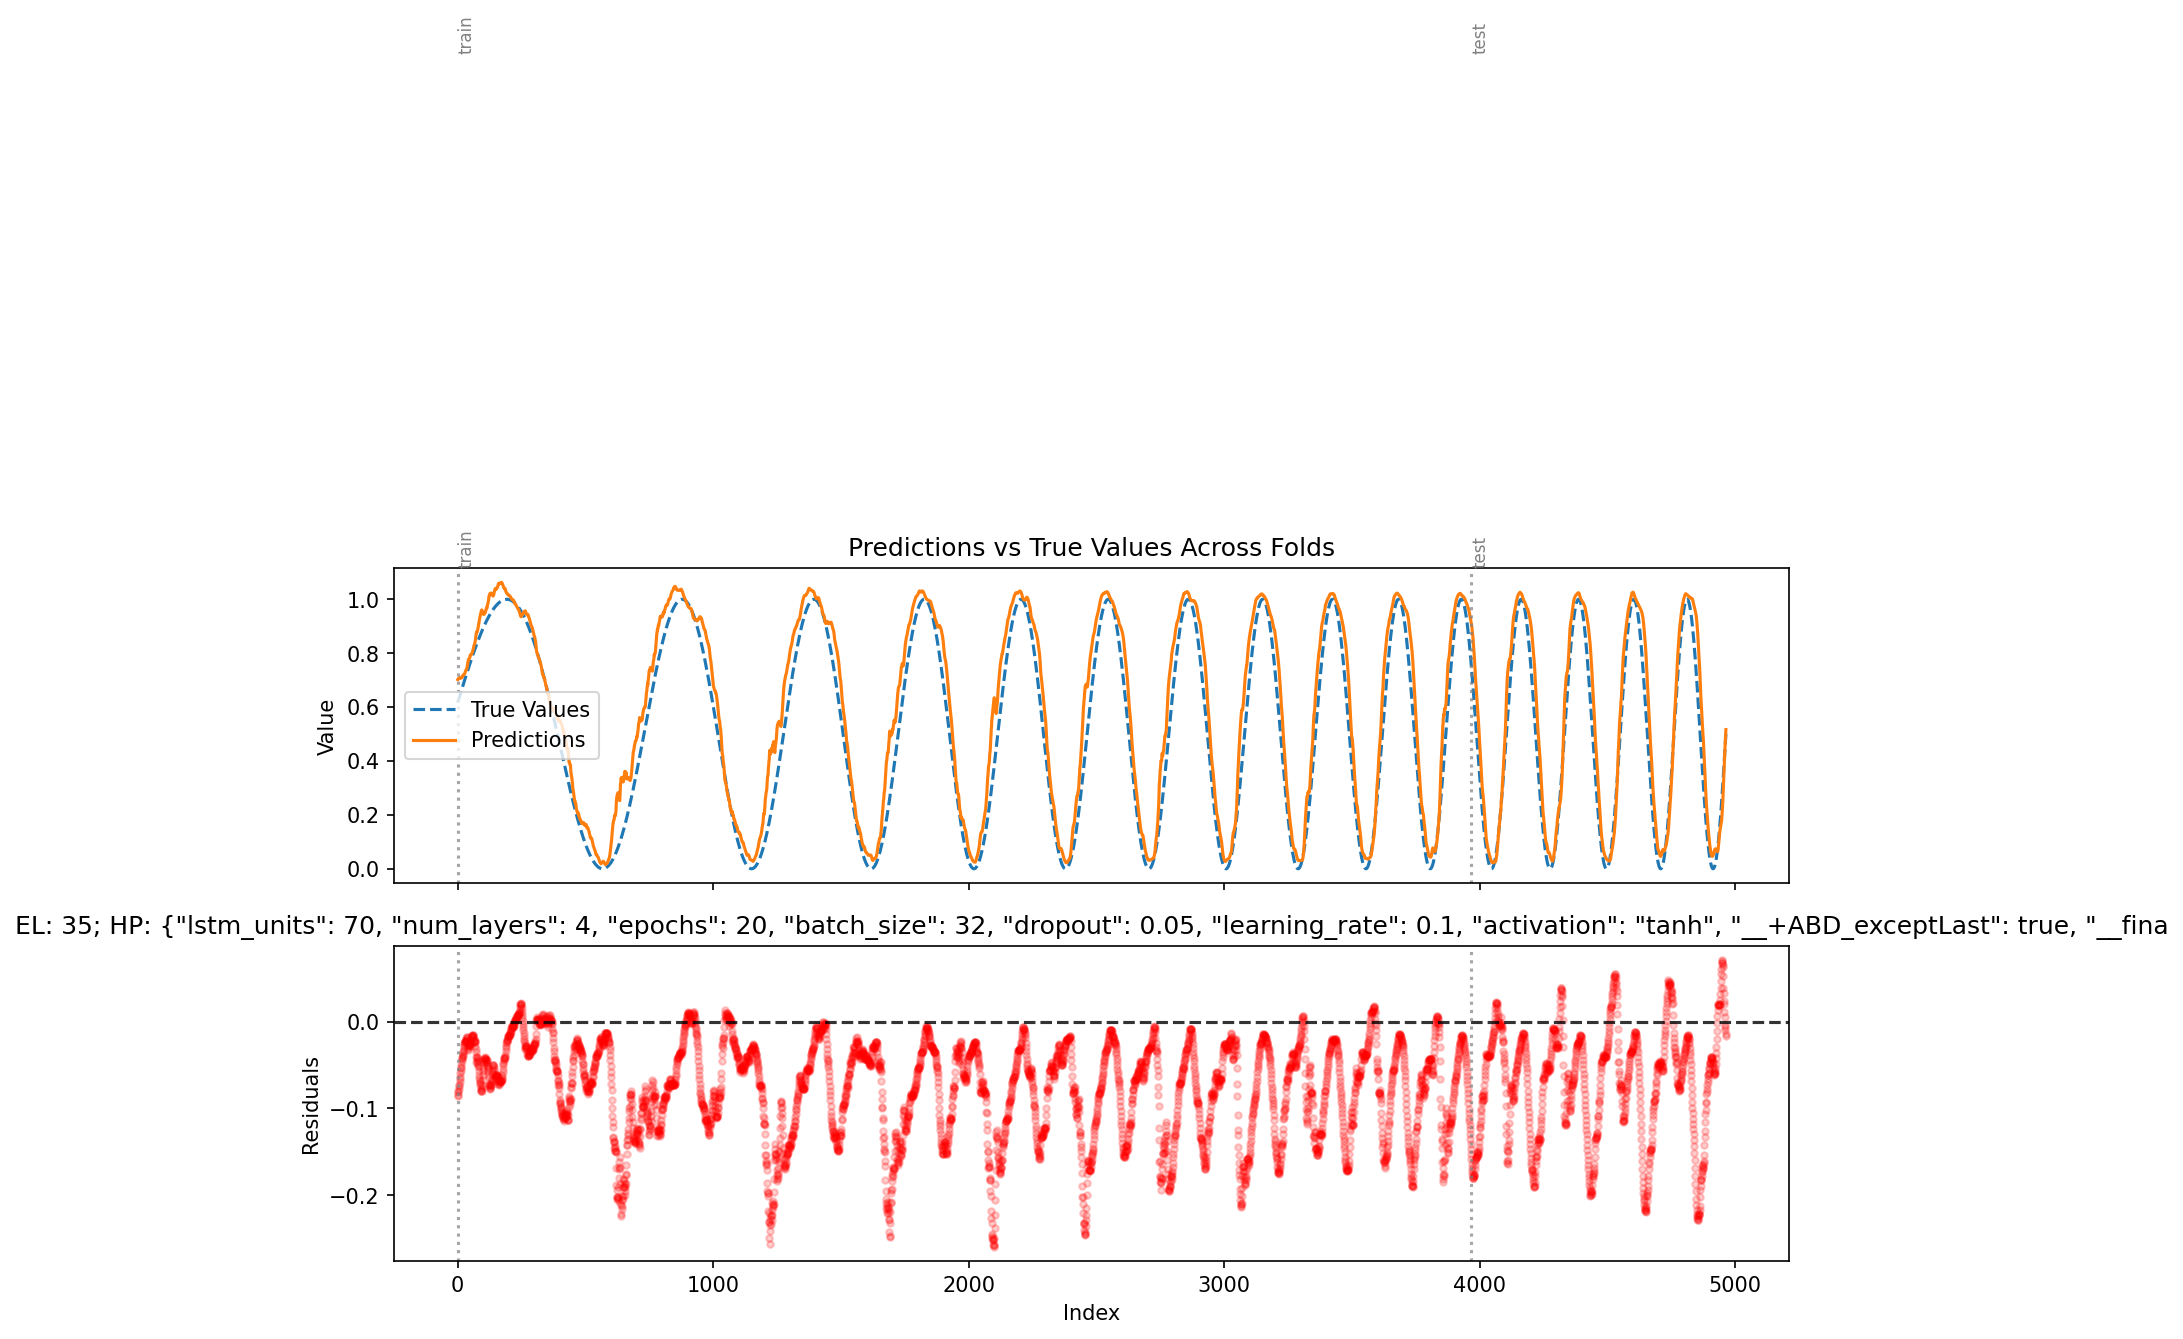 train
test
train
test
Predictions vs True Values Across Folds
Value
1.0
0.8
0.6
0.4
0.2
0.0
True Values
Predictions
EL: 35; HP: {"lstm_units": 70, "num_layers": 4, "epochs": 20, "batch_size": 32, "dropout": 0.05, "learning_rate": 0.1, "activation": "tanh", "__+ABD_exceptLast": true, "__fina
Residuals
0.0
−0.1
−0.2
0
1000
2000
3000
4000
5000
Index